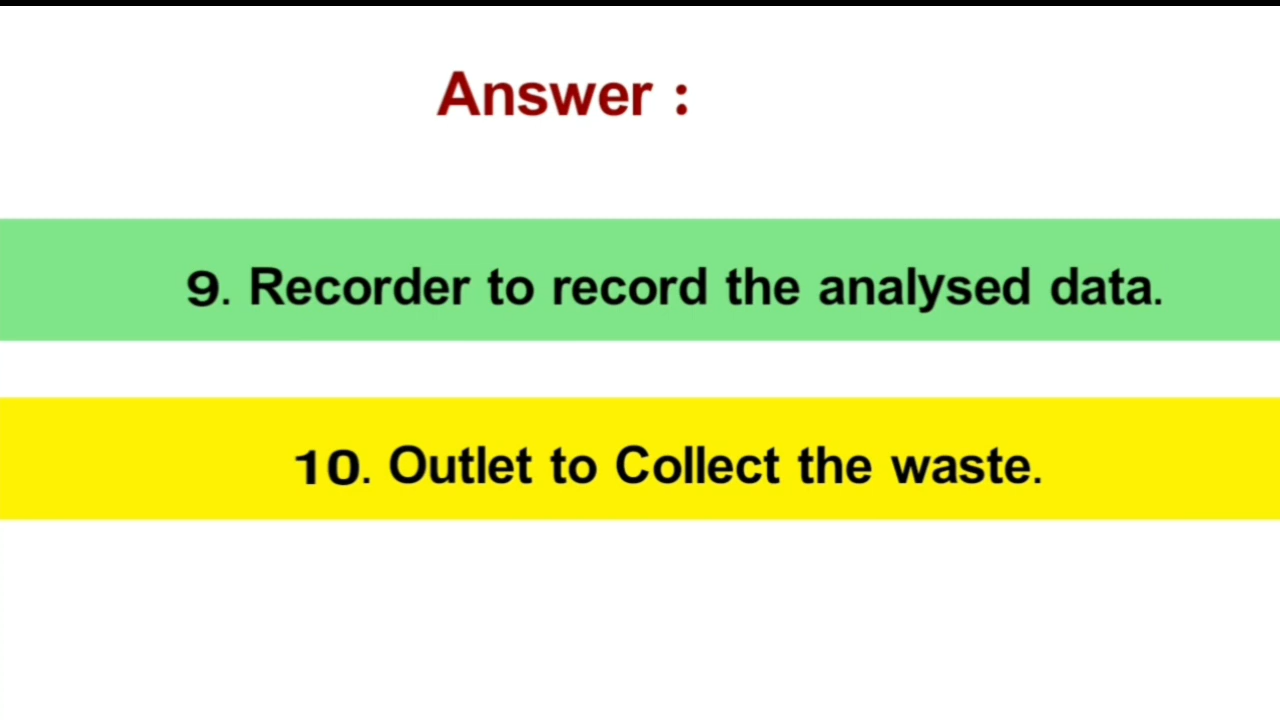 Answer :
9. Recorder to record the analysed data.
10. Outlet to Collect the waste.